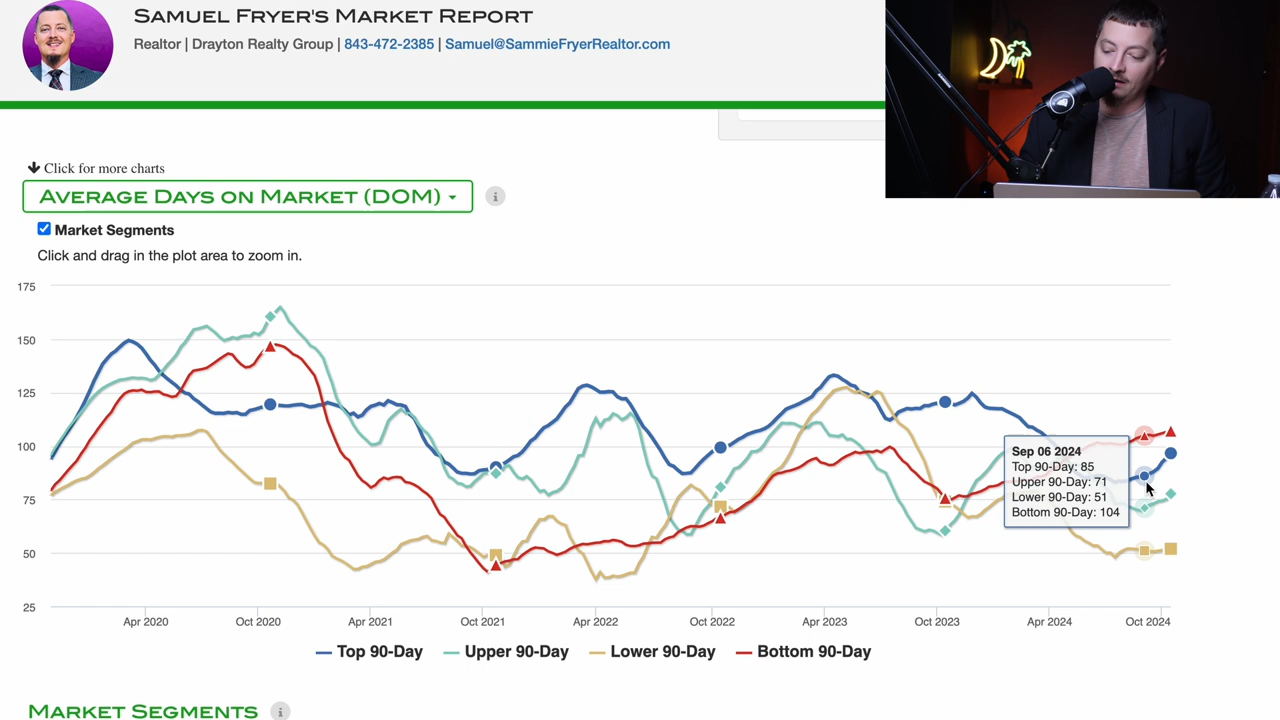 SAMUEL FRYER'S MARKET REPORT
Realtor | Drayton Realty Group | 843-472-2385 | Samuel@SammieFryerRealtor.com
Click for more charts
AVERAGE DAYS ON MARKET (DOM)
i
Market Segments
Click and drag in the plot area to zoom in.
175
150
125
100
75
50
25
Sep 06 2024
Top 90-Day: 85
Upper 90-Day: 71
Lower 90-Day: 51
Bottom 90-Day: 104
Apr 2020 Oct 2020 Apr 2021 Oct 2021 Apr 2022 Oct 2022 Apr 2023 Oct 2023 Apr 2024 Oct 2024
Top 90-Day Upper 90-Day Lower 90-Day Bottom 90-Day
MARKET SEGMENTS
i